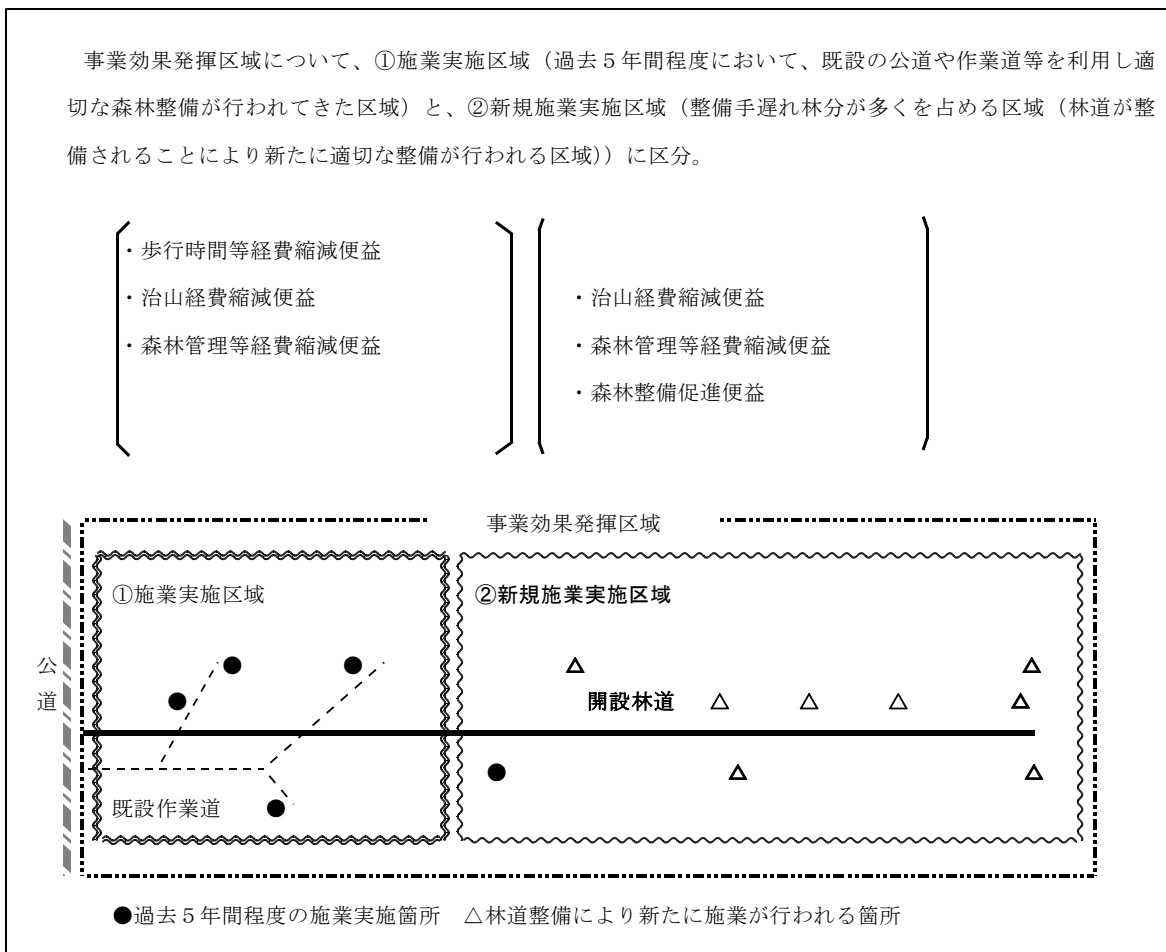 事業効果発揮区域について、①施業実施区域（過去５年間程度において、既設の公道や作業道等を利用し適
切な森林整備が行われてきた区域）と、②新規施業実施区域（整備手遅れ林分が多くを占める区域（林道が整
備されることにより新たに適切な整備が行われる区域））に区分。
・歩行時間等経費縮減便益
・治山経費縮減便益
・森林管理等経費縮減便益
・治山経費縮減便益
・森林管理等経費縮減便益
・森林整備促進便益
事業効果発揮区域
①施業実施区域
②新規施業実施区域
公
道
開設林道
既設作業道
●過去５年間程度の施業実施箇所　△林道整備により新たに施業が行われる箇所